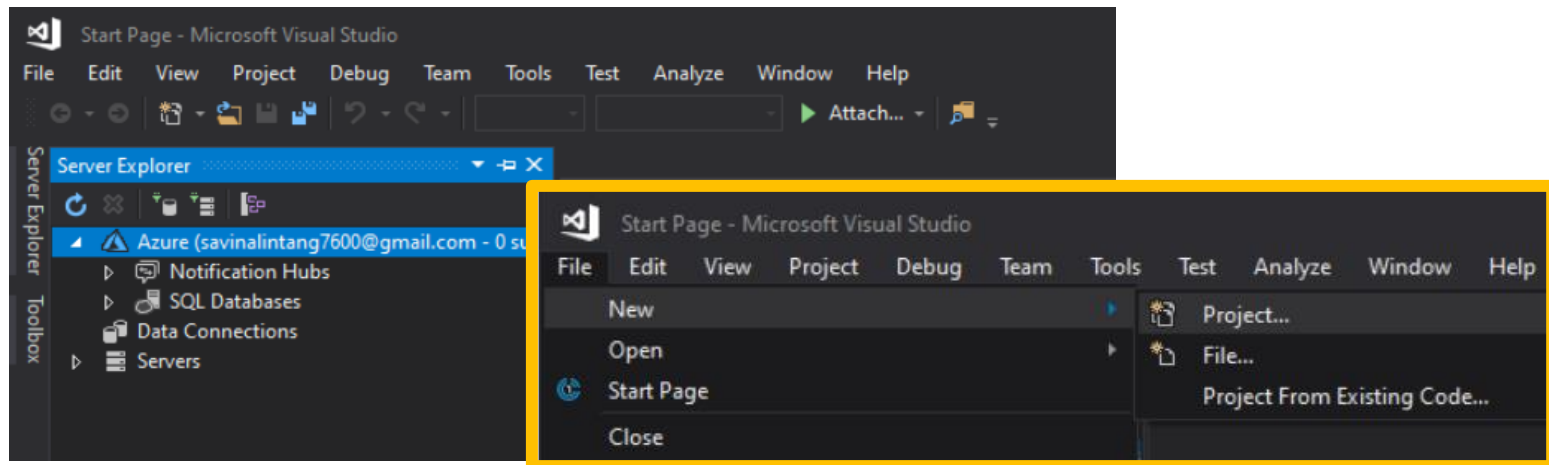 Start Page - Microsoft Visual Studio
File Edit View Project Debug Team Tools Test Analyze Window Help
Attach...
Server Explorer
Toolbox
Server Explorer
Azure (savinalintang7600@gmail.com - 0 su
Notification Hubs
SQL Databases
Data Connections
Servers
Start Page - Microsoft Visual Studio
File Edit View Project Debug Team Tools Test Analyze Window Help
New
Project...
Open
File...
Start Page
Project From Existing Code...
Close